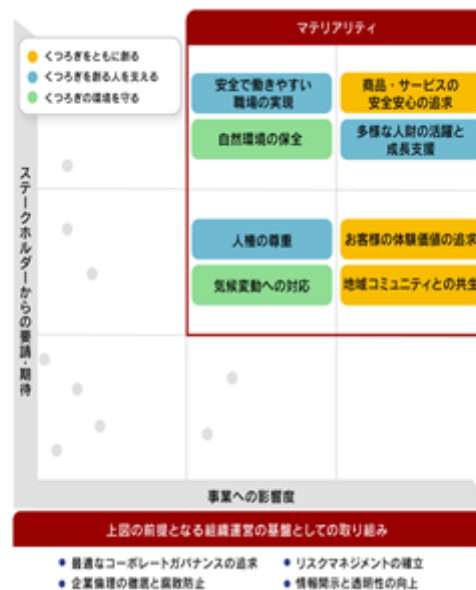 マテリアリティ
くつろぎをともに創る
くつろぎを創る人を支える
くつろぎの環境を守る
安全で働きやすい
職場の実現
商品・サービスの
安全安心の追求
自然環境の保全
多様な人財の活躍と
成長支援
人権の尊重
お客様の体験価値の追求
気候変動への対応
地域コミュニティとの共生
ステークホルダーからの要請・期待
事業への影響度
上図の前提となる組織運営の基盤としての取り組み
最適なコーポレートガバナンスの追求
リスクマネジメントの確立
企業倫理の徹底と腐敗防止
情報開示と透明性の向上